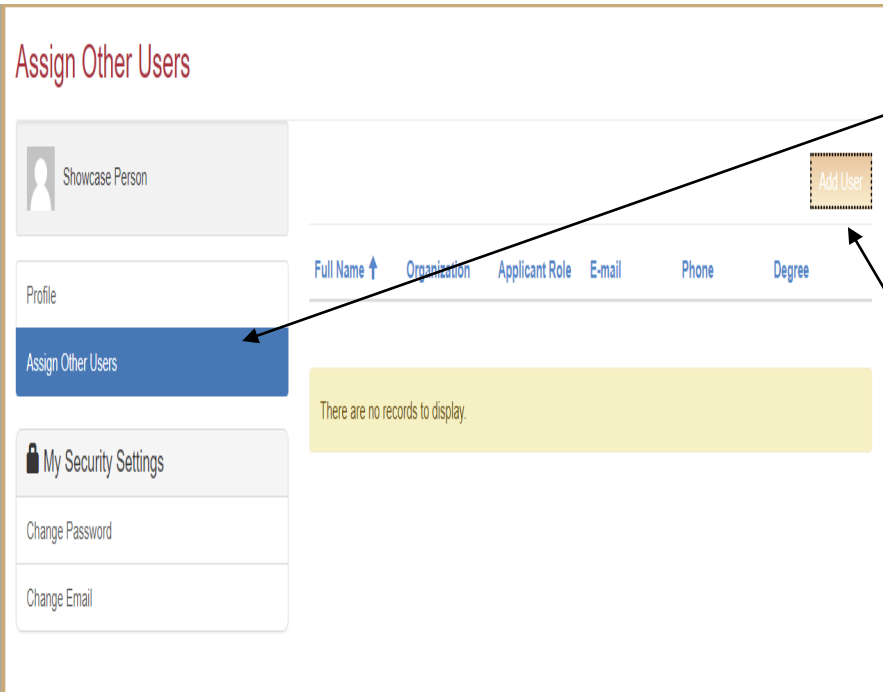 Assign Other Users
Showcase Person
Add User
Full Name Organization Applicant Role E-mail Phone Degree
Profile
Assign Other Users
There are no records to display.
My Security Settings
Change Password
Change Email